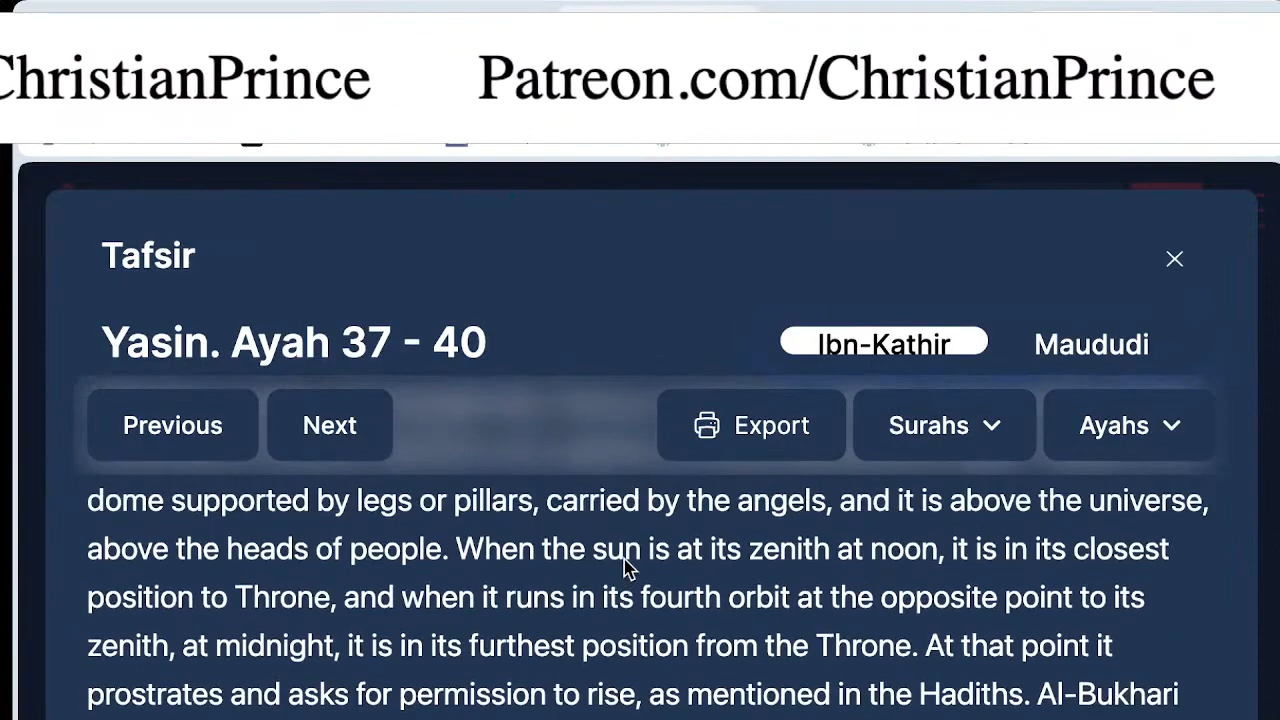 ChristianPrince Patreon.com/ChristianPrince
Tafsir
Yasin. Ayah 37 - 40 Ibn-Kathir Maududi
Previous Next Export Surahs Ayahs
dome supported by legs or pillars, carried by the angels, and it is above the universe,
above the heads of people. When the sun is at its zenith at noon, it is in its closest
position to Throne, and when it runs in its fourth orbit at the opposite point to its
zenith, at midnight, it is in its furthest position from the Throne. At that point it
prostrates and asks for permission to rise, as mentioned in the Hadiths. Al-Bukhari